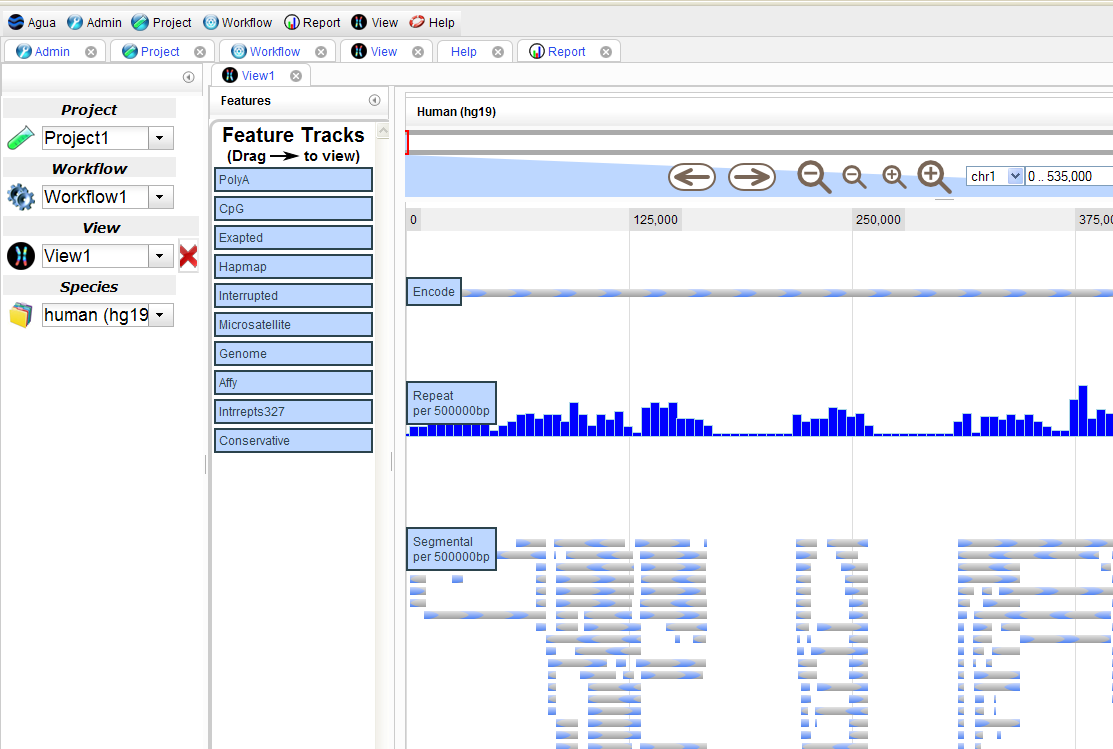 Agua Admin Project Workflow Report View Help
Admin Project Workflow View Help Report
View1
Features
Human (hg19)
Project
Project1
Workflow
Workflow1
View
View1
Species
human (hg19
Feature Tracks
(Drag to view)
PolyA
CpG
Exapted
Hapmap
Interrupted
Microsatellite
Genome
Affy
Intrrepts327
Conservative
chr1 0 .. 535,000
0 125,000 250,000 375,00
Encode
Repeat
per 500000bp
Segmental
per 500000bp